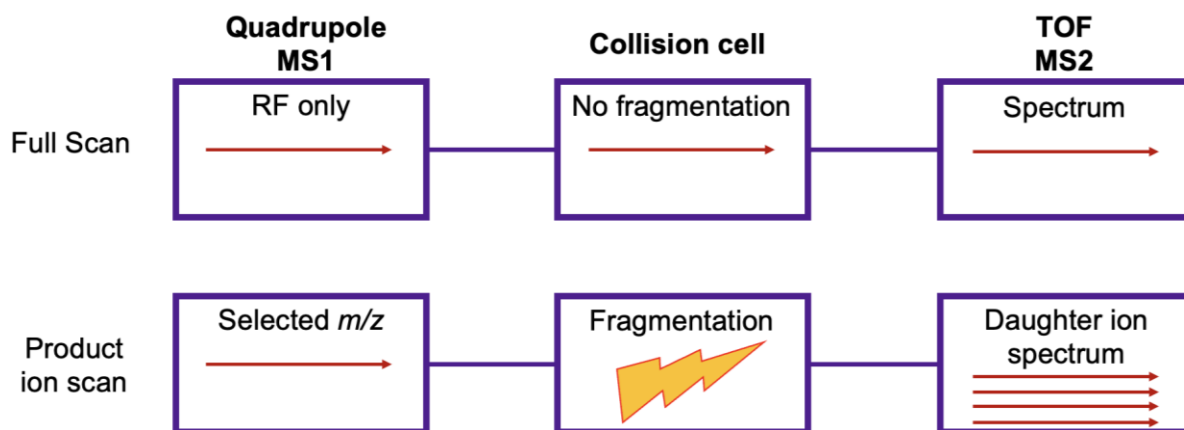 Quadrupole
MS1
Collision cell
TOF
MS2
Full Scan
RF only
No fragmentation
Spectrum
Product
ion scan
Selected m/z
Fragmentation
Daughter ion
spectrum